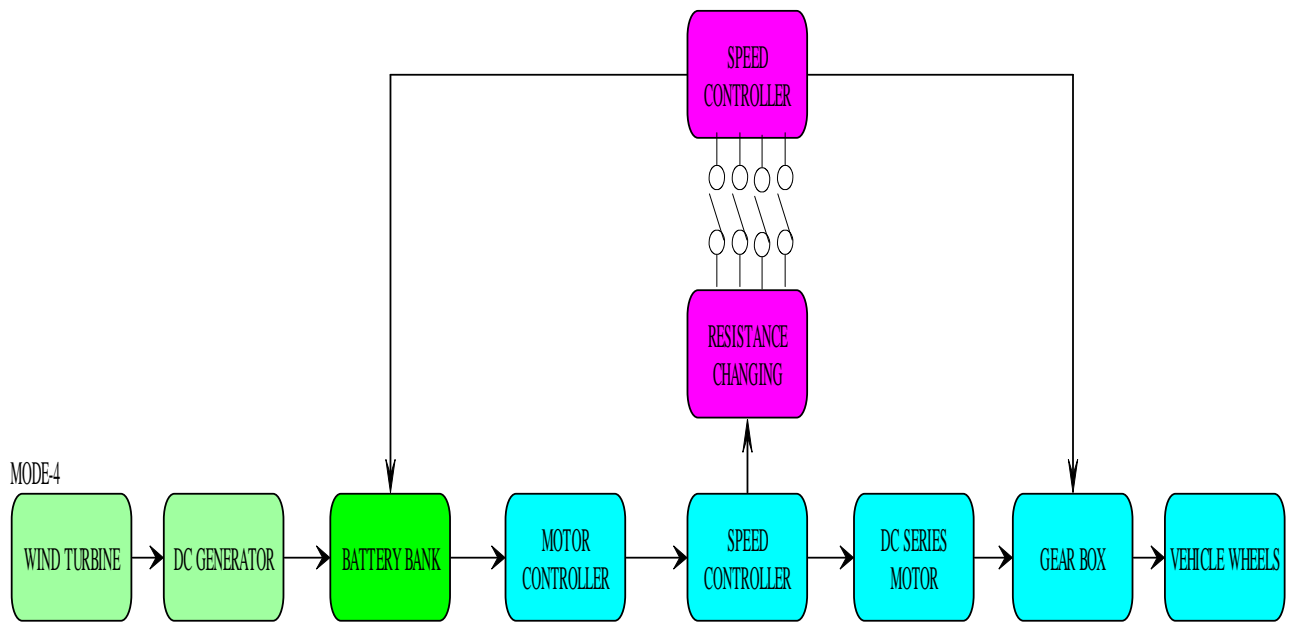 SPEED
CONTROLLER
RESISTANCE
CHANGING
MODE-4
WIND TURBINE
DC GENERATOR
BATTERY BANK
MOTOR
CONTROLLER
SPEED
CONTROLLER
DC SERIES
MOTOR
GEAR BOX
VEHICLE WHEELS